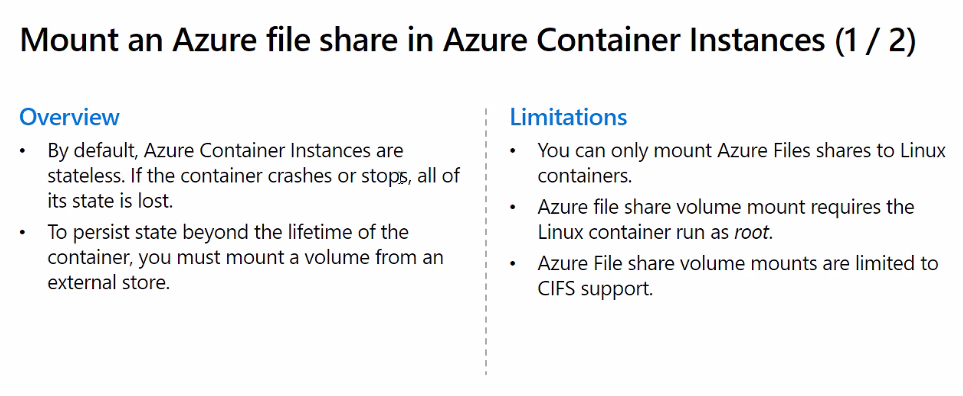 Mount an Azure file share in Azure Container Instances (1 / 2)
Overview
• By default, Azure Container Instances are
stateless. If the container crashes or stops, all of
its state is lost.
• To persist state beyond the lifetime of the
container, you must mount a volume from an
external store.
Limitations
• You can only mount Azure Files shares to Linux
containers.
• Azure file share volume mount requires the
Linux container run as root.
• Azure File share volume mounts are limited to
CIFS support.